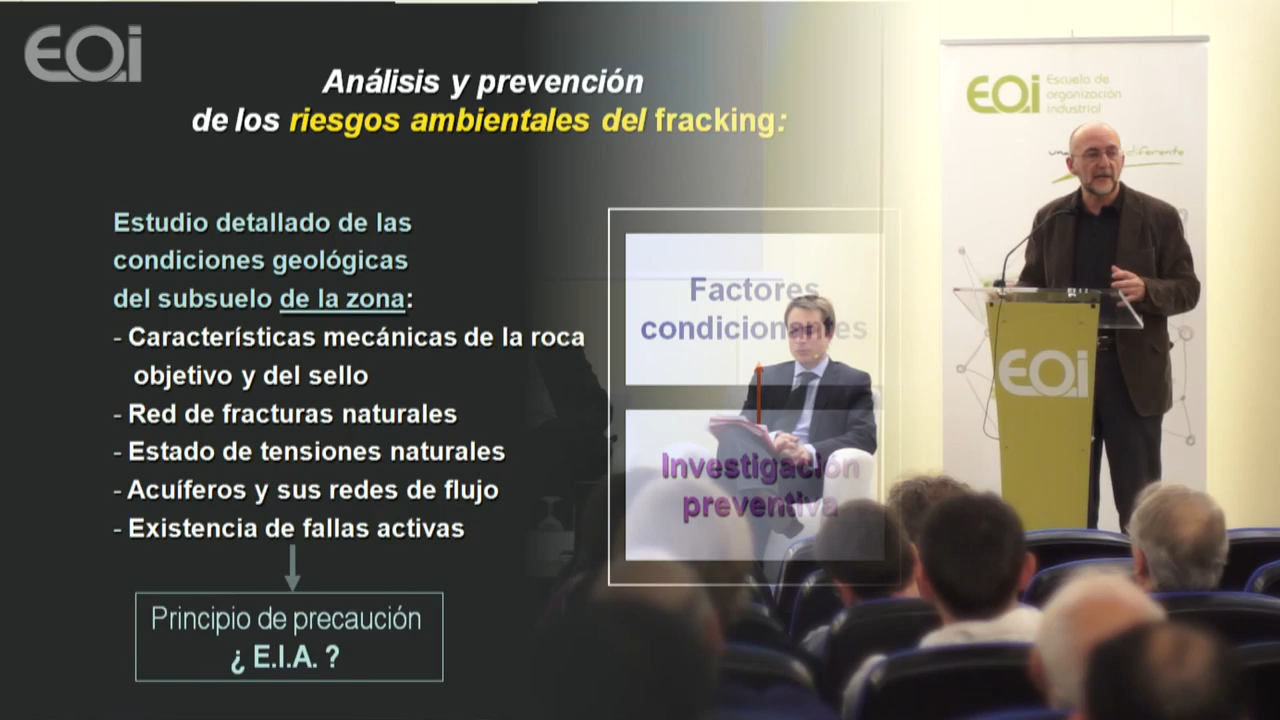 EOi
Análisis y prevención
de los riesgos ambientales del fracking:
Estudio detallado de las
condiciones geológicas
del subsuelo de la zona:
- Características mecánicas de la roca
objetivo y del sello
- Red de fracturas naturales
- Estado de tensiones naturales
- Acuíferos y sus redes de flujo
- Existencia de fallas activas
Principio de precaución
¿ E.I.A. ?
Factores
condicionantes
Investigación
preventiva
EOi
Escuela de
organización
industrial
una
diferente
EOi